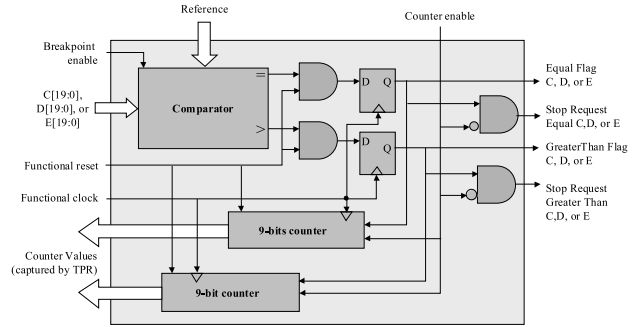 Reference
Counter enable
Breakpoint
enable
C[19:0],
D[19:0], or
E[19:0]
Comparator
=
>
D Q
D Q
Equal Flag
C, D, or E
Stop Request
Equal C,D, or E
GreaterThan Flag
C, D, or E
Stop Request
Greater Than
C,D, or E
Functional reset
Functional clock
9-bits counter
Counter Values
(captured by TPR)
9-bit counter